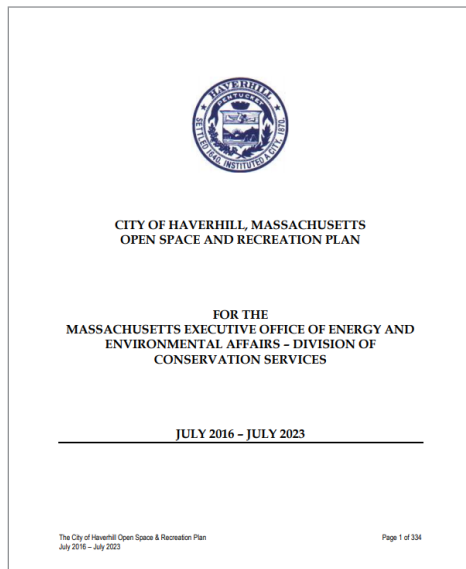 HAVERHILL
PENTUCKET
SETTLED 1640. INSTITUTED A CITY, 1870.
CITY OF HAVERHILL, MASSACHUSETTS
OPEN SPACE AND RECREATION PLAN
FOR THE
MASSACHUSETTS EXECUTIVE OFFICE OF ENERGY AND
ENVIRONMENTAL AFFAIRS – DIVISION OF
CONSERVATION SERVICES
JULY 2016 – JULY 2023
The City of Haverhill Open Space & Recreation Plan Page 1 of 334
July 2016 – July 2023